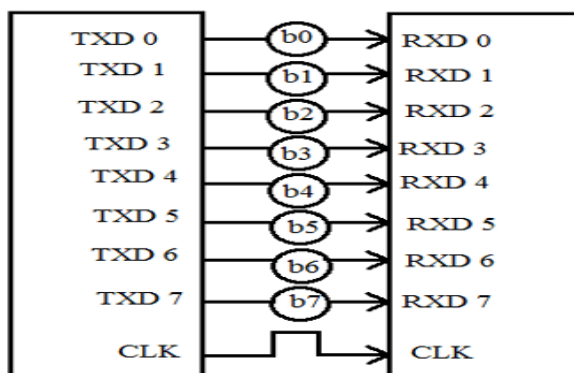 TXD 0 b0 RXD 0
TXD 1 b1 RXD 1
TXD 2 b2 RXD 2
TXD 3 b3 RXD 3
TXD 4 b4 RXD 4
TXD 5 b5 RXD 5
TXD 6 b6 RXD 6
TXD 7 b7 RXD 7
CLK CLK